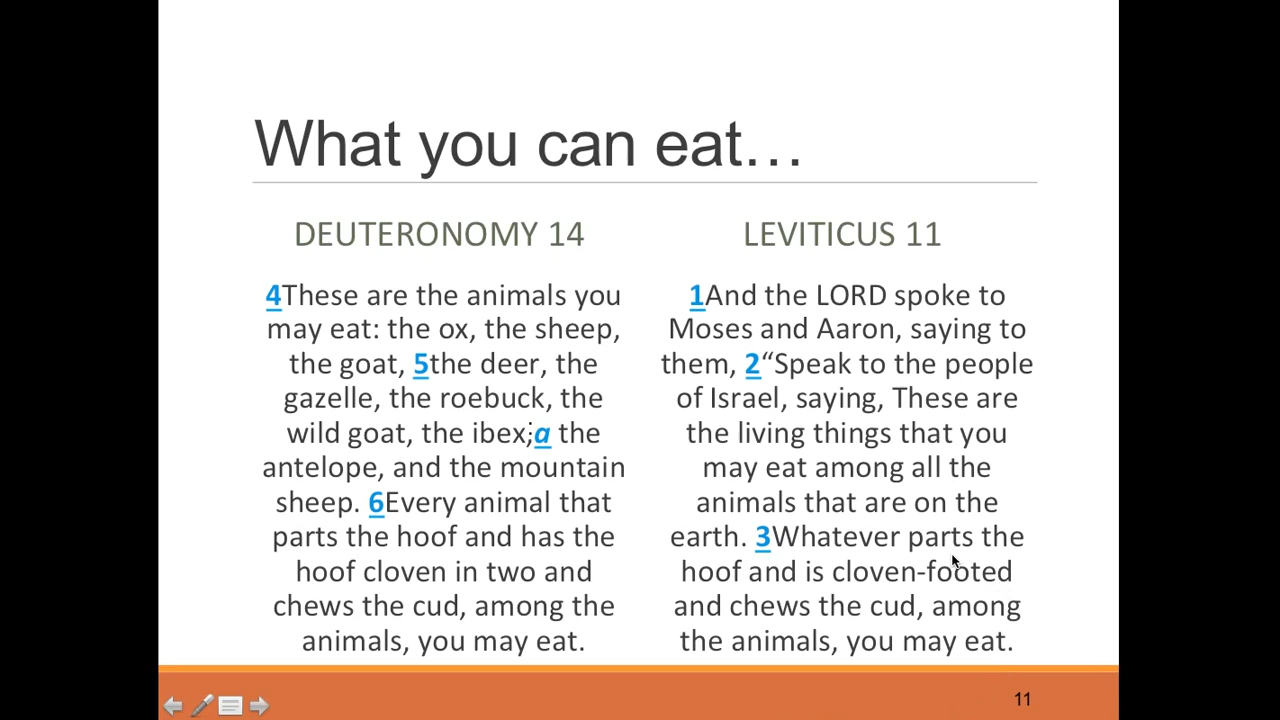 What you can eat…
DEUTERONOMY 14
4These are the animals you
may eat: the ox, the sheep,
the goat, 5the deer, the
gazelle, the roebuck, the
wild goat, the ibex;a the
antelope, and the mountain
sheep. 6Every animal that
parts the hoof and has the
hoof cloven in two and
chews the cud, among the
animals, you may eat.
LEVITICUS 11
1And the LORD spoke to
Moses and Aaron, saying to
them, 2“Speak to the people
of Israel, saying, These are
the living things that you
may eat among all the
animals that are on the
earth. 3Whatever parts the
hoof and is cloven-footed
and chews the cud, among
the animals, you may eat.
11